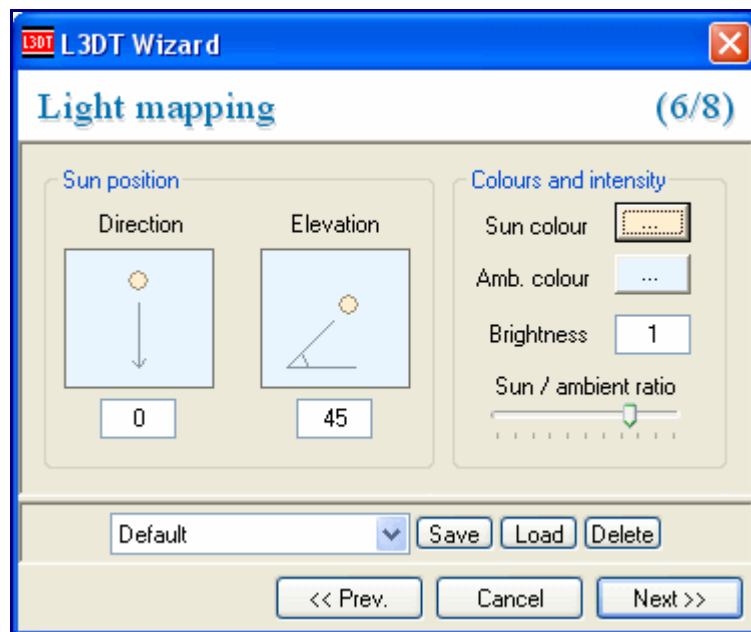 L3DT L3DT Wizard
Light mapping (6/8)
Sun position
Direction Elevation
0 45
Colours and intensity
Sun colour ...
Amb. colour ...
Brightness 1
Sun / ambient ratio
Default Save Load Delete
<< Prev. Cancel Next >>